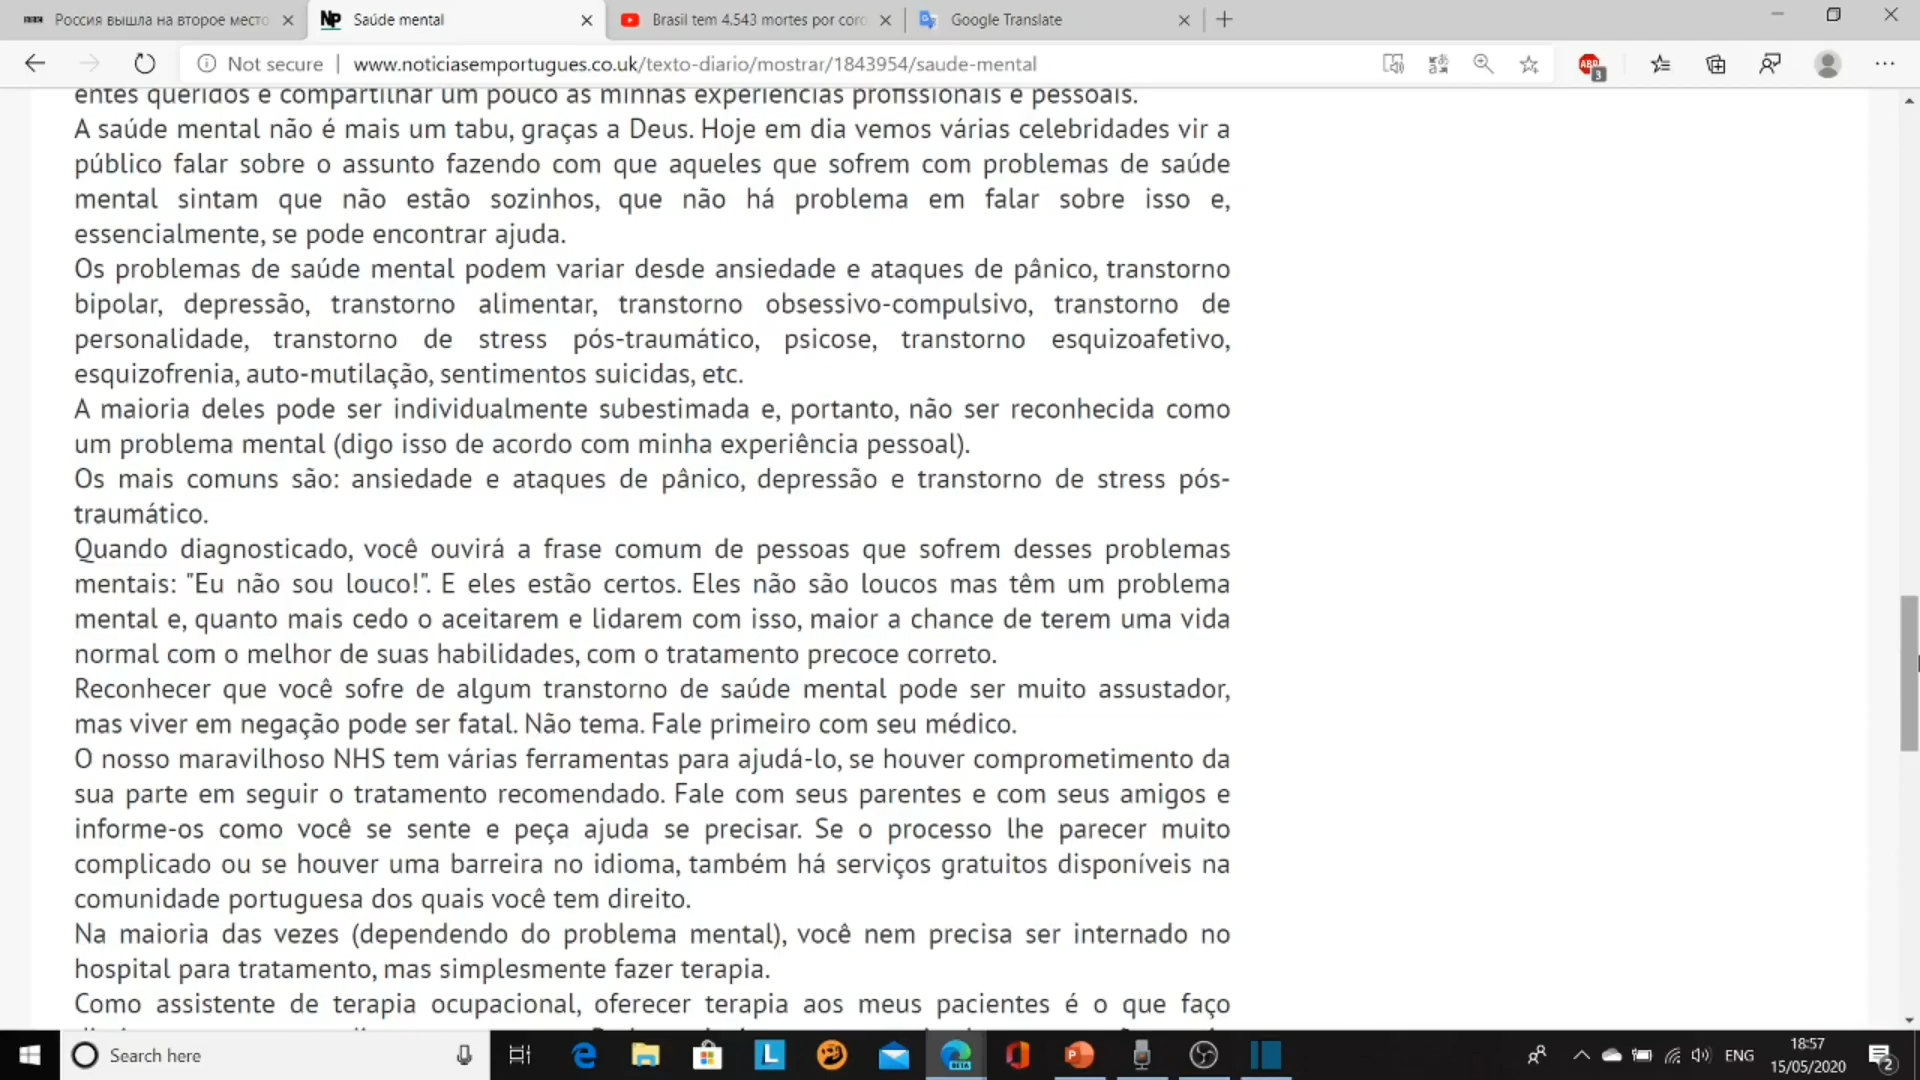 Россия вышла на второе место
Saúde mental
Brasil tem 4.543 mortes por coro
Google Translate
Not secure
www.noticiasemportugues.co.uk/texto-diario/mostrar/1843954/saude-mental
ABP
3
entes queridos e compartilhar um pouco as minhas experiências profissionais e pessoais.
A saúde mental não é mais um tabu, graças a Deus. Hoje em dia vemos várias celebridades vir a
público falar sobre o assunto fazendo com que aqueles que sofrem com problemas de saúde
mental sintam que não estão sozinhos, que não há problema em falar sobre isso e,
essencialmente, se pode encontrar ajuda.
Os problemas de saúde mental podem variar desde ansiedade e ataques de pânico, transtorno
bipolar, depressão, transtorno alimentar, transtorno obsessivo-compulsivo, transtorno de
personalidade, transtorno de stress pós-traumático, psicose, transtorno esquizoafetivo,
esquizofrenia, auto-mutilação, sentimentos suicidas, etc.
A maioria deles pode ser individualmente subestimada e, portanto, não ser reconhecida como
um problema mental (digo isso de acordo com minha experiência pessoal).
Os mais comuns são: ansiedade e ataques de pânico, depressão e transtorno de stress pós-
traumático.
Quando diagnosticado, você ouvirá a frase comum de pessoas que sofrem desses problemas
mentais: "Eu não sou louco!". E eles estão certos. Eles não são loucos mas têm um problema
mental e, quanto mais cedo o aceitarem e lidarem com isso, maior a chance de terem uma vida
normal com o melhor de suas habilidades, com o tratamento precoce correto.
Reconhecer que você sofre de algum transtorno de saúde mental pode ser muito assustador,
mas viver em negação pode ser fatal. Não tema. Fale primeiro com seu médico.
O nosso maravilhoso NHS tem várias ferramentas para ajudá-lo, se houver comprometimento da
sua parte em seguir o tratamento recomendado. Fale com seus parentes e com seus amigos e
informe-os como você se sente e peça ajuda se precisar. Se o processo lhe parecer muito
complicado ou se houver uma barreira no idioma, também há serviços gratuitos disponíveis na
comunidade portuguesa dos quais você tem direito.
Na maioria das vezes (dependendo do problema mental), você nem precisa ser internado no
hospital para tratamento, mas simplesmente fazer terapia.
Como assistente de terapia ocupacional, oferecer terapia aos meus pacientes é o que faço
Search here
ENG
18:57
15/05/2020
2